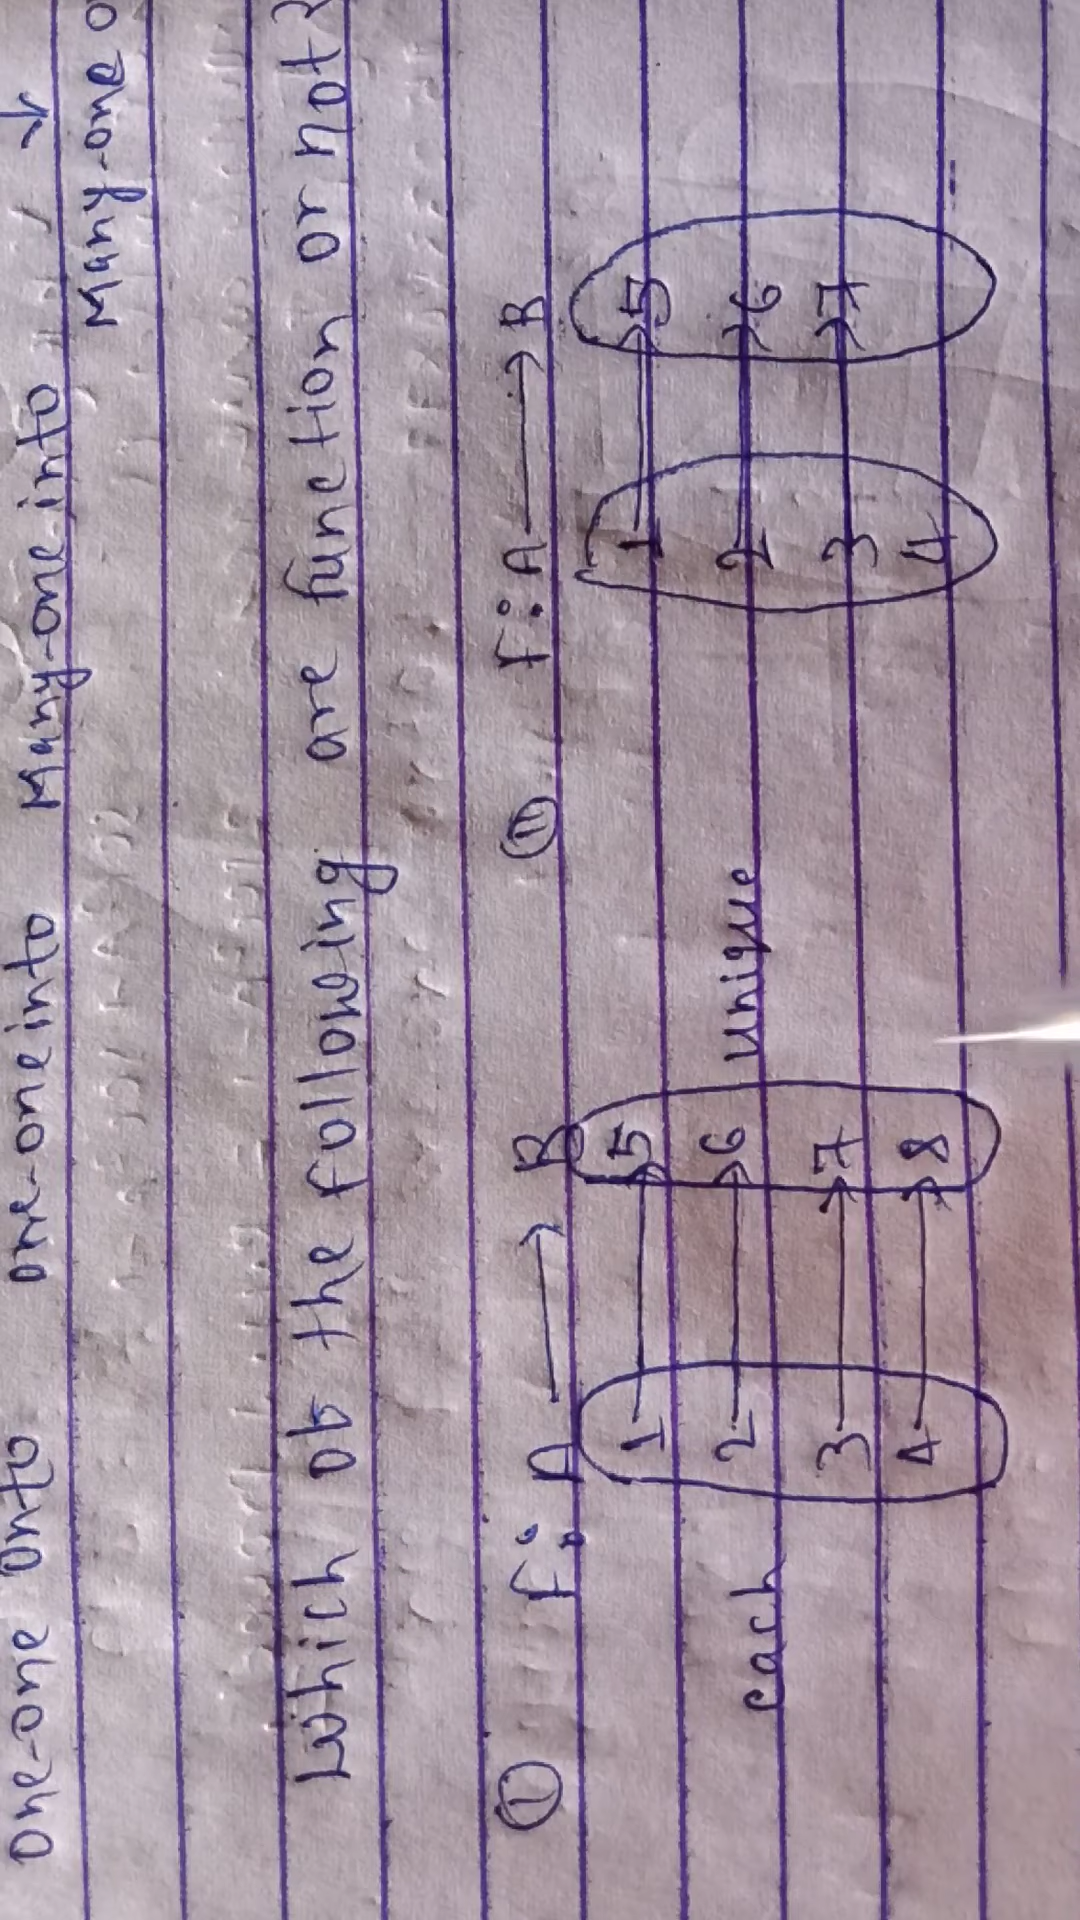 one-one onto one-one into Many-one into
Many-one
Which of the following are function or not?
I F: A → B II F: A → B
1 → 5 1 → 5
each 2 → 6 unique 2 → 6
3 → 7 3 → 7
4 → 8 4